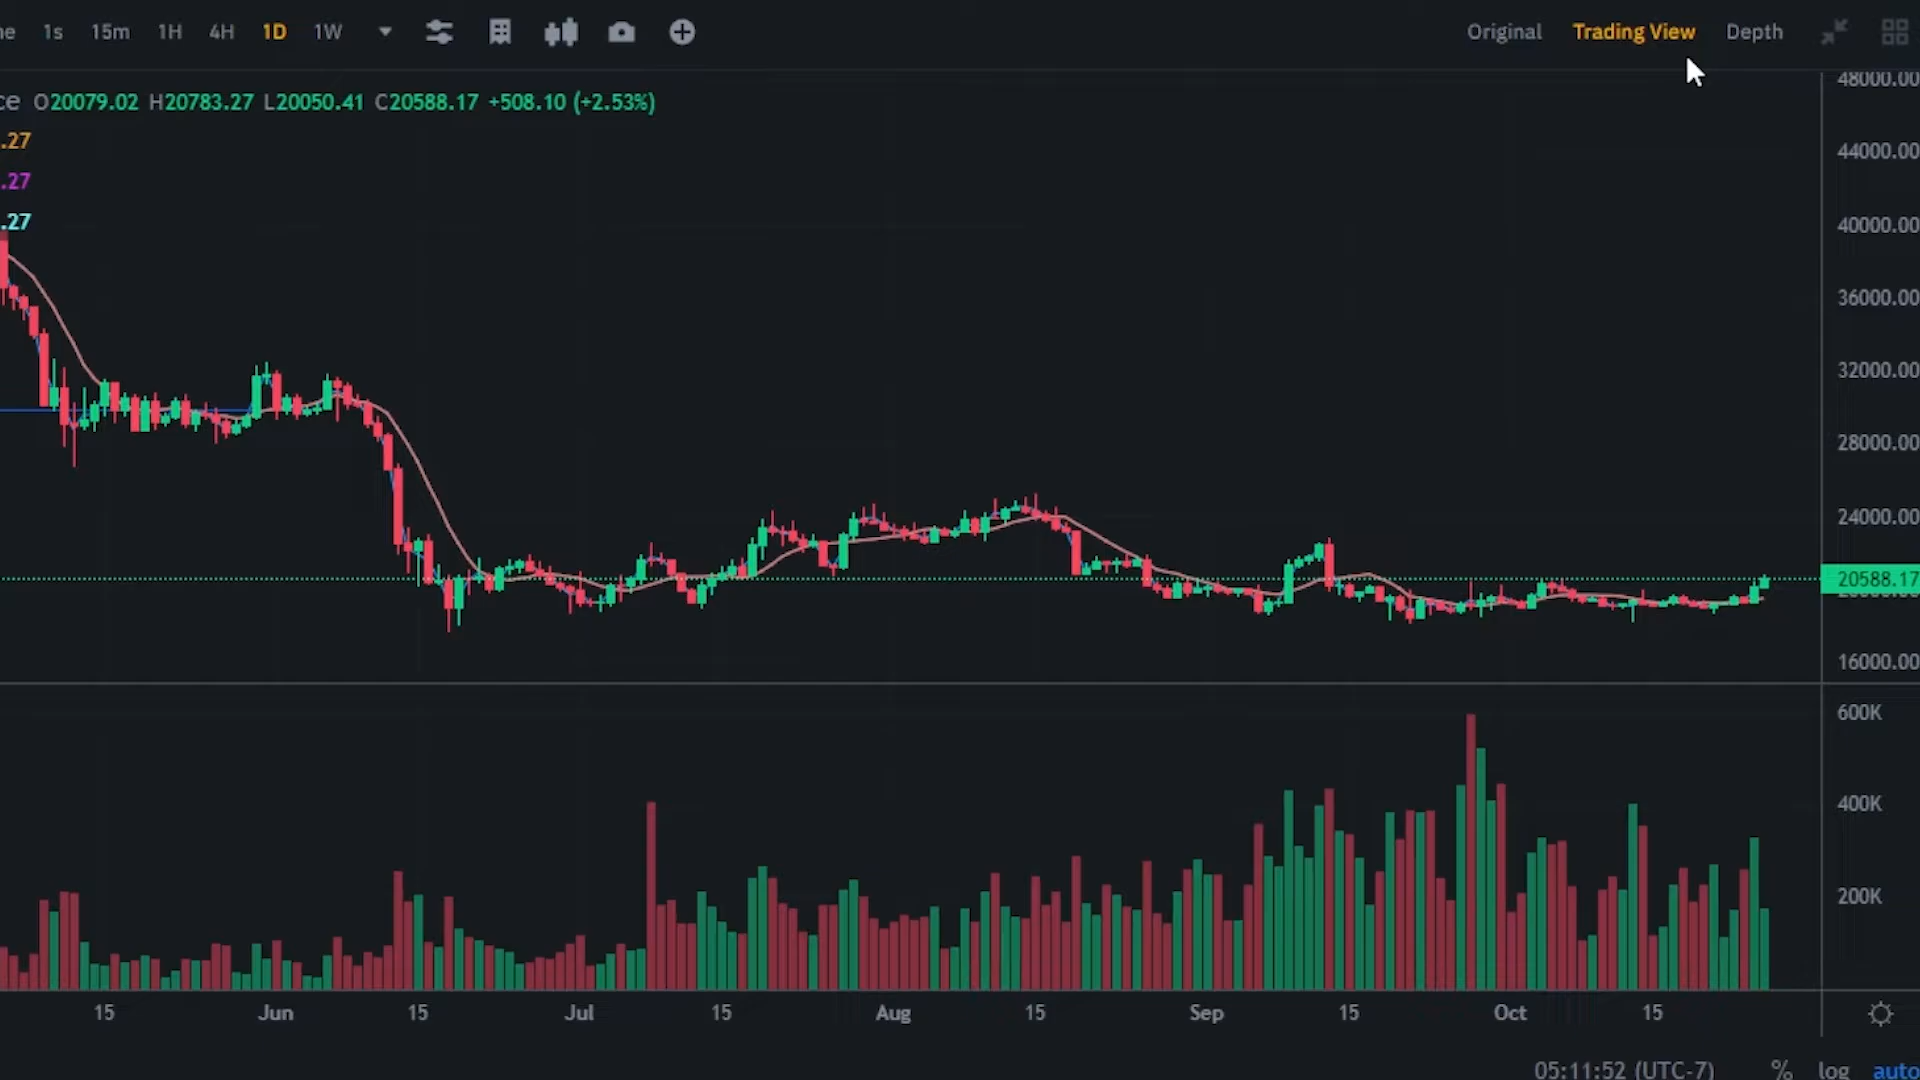 ne 1s 15m 1H 4H 1D 1W Original Trading View Depth
ce O20079.02 H20783.27 L20050.41 C20588.17 +508.10 (+2.53%)
.27
.27
.27
48000.00
44000.00
40000.00
36000.00
32000.00
28000.00
24000.00
20588.17
16000.00
600K
400K
200K
15 Jun 15 Jul 15 Aug 15 Sep 15 Oct 15
05:11:52 (UTC-7) % log auto